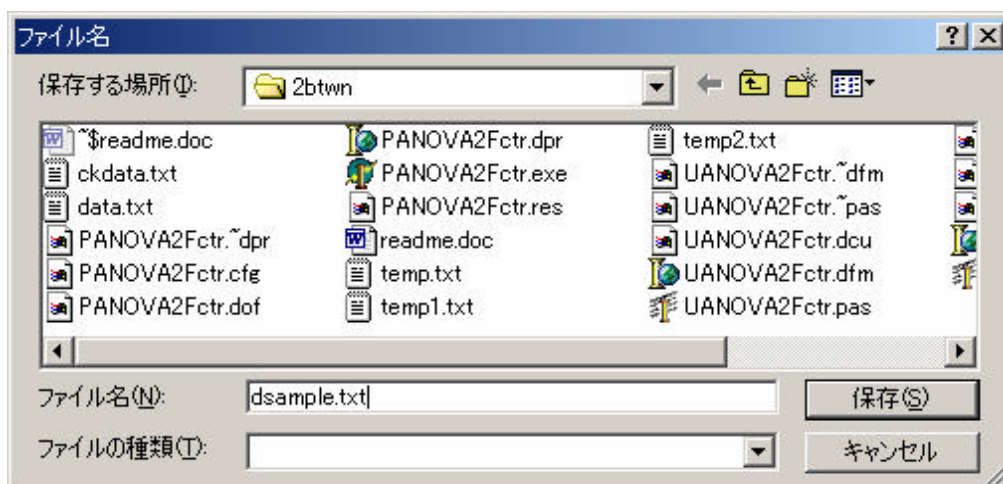 ファイル名
保存する場所(I):
2btwn
~$readme.doc
ckdata.txt
data.txt
PANOVA2Fctr.~dpr
PANOVA2Fctr.cfg
PANOVA2Fctr.dof
PANOVA2Fctr.dpr
PANOVA2Fctr.exe
PANOVA2Fctr.res
readme.doc
temp.txt
temp1.txt
temp2.txt
UANOVA2Fctr.~dfm
UANOVA2Fctr.~pas
UANOVA2Fctr.dcu
UANOVA2Fctr.dfm
UANOVA2Fctr.pas
ファイル名(N):
dsample.txt
保存(S)
ファイルの種類(T):
キャンセル